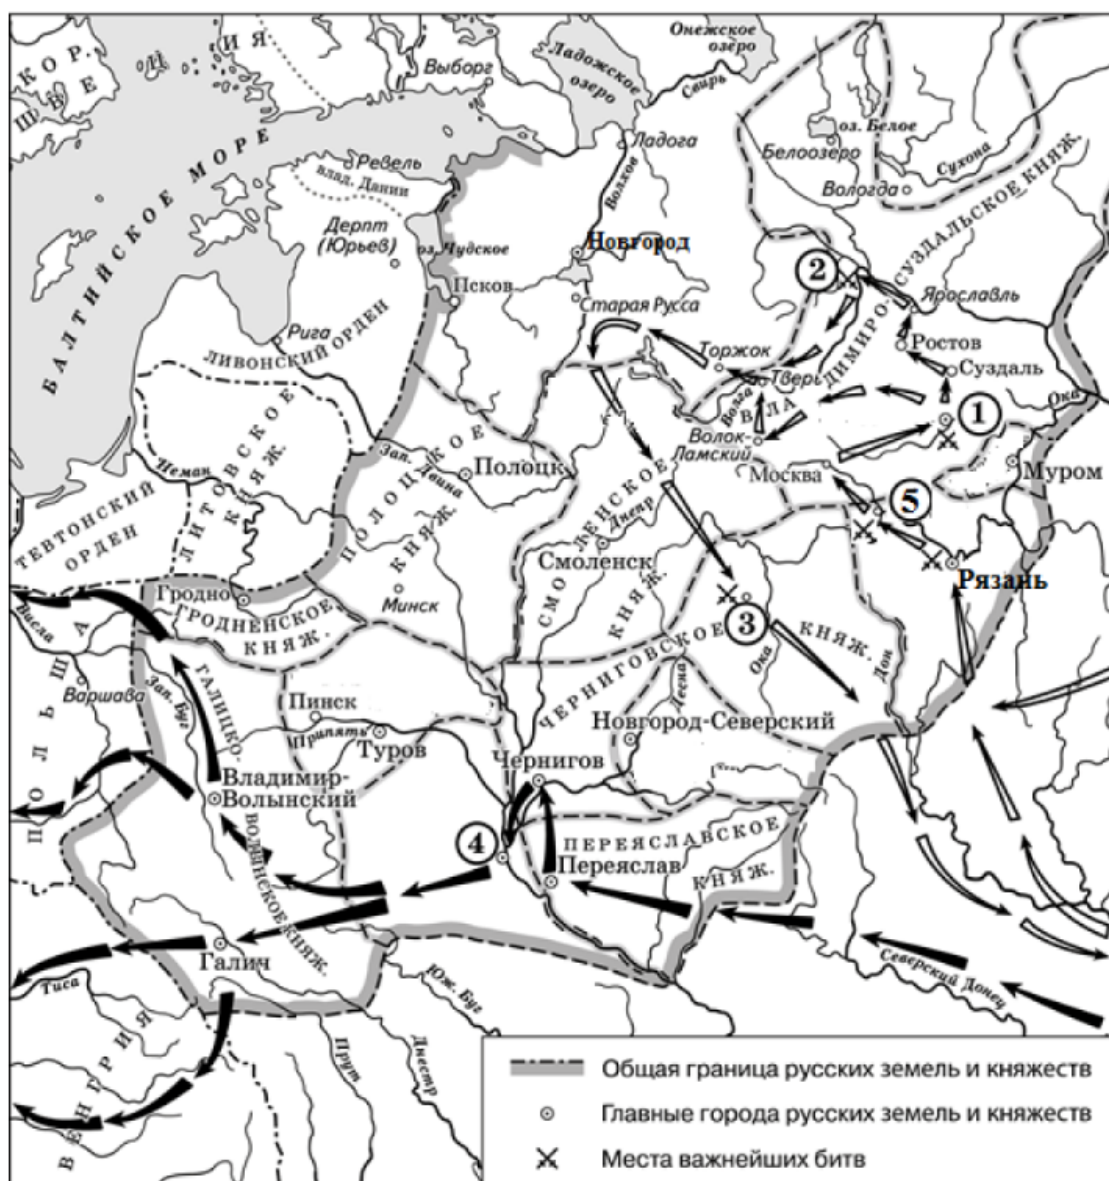 Онежское
озеро
КОР.
ШВЕ
ИЯ
Ладожское
озеро
Выборг
Свирь
оз. Белое
Белоозеро
Сухона
Ладога
Волхов
Вологда
Ревель
влад. Дании
БАЛТИЙСКОЕ МОРЕ
Дерпт
(Юрьев)
оз. Чудское
Новгород
Псков
Старая Русса
2
ВЛАДИМИРО-СУЗДАЛЬСКОЕ КНЯЖ.
Ярославль
Рига
ЛИВОНСКИЙ ОРДЕН
Торжок
Ростов
Тверь
Суздаль
Волга
Ока
1
Волок-
Ламский
Неман
Зап. Двина
Полоцк
Москва
Муром
ТЕВТОНСКИЙ
ОРДЕН
ЛИТОВСКОЕ
КНЯЖ.
ПОЛОЦКОЕ
КНЯЖ.
СМОЛЕНСКОЕ
КНЯЖ.
Днепр
5
Смоленск
Рязань
Гродно
ГРОДНЕНСКОЕ
КНЯЖ.
Минск
Висла
3
ЧЕРНИГОВСКОЕ
КНЯЖ.
Ока
Дон
Варшава
Зап. Буг
ПОЛЬША
ГАЛИЦКО-
ВОЛЫНСКОЕ КНЯЖ.
Пинск
Припять
Туров
Десна
Новгород-Северский
Чернигов
Владимир-
Волынский
4
ПЕРЕЯСЛАВСКОЕ
КНЯЖ.
Переяслав
Галич
Тиса
Юж. Буг
Северский Донец
ВЕНГРИЯ
Прут
Днестр
Общая граница русских земель и княжеств
Главные города русских земель и княжеств
Места важнейших битв